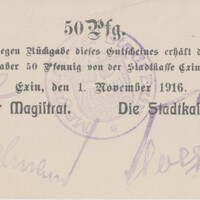 50 Pfg.
egen Rückgabe dieses Gutscheines erhält d
aber 50 Pfennig von der Stadtkasse Exin
Exin, den 1. November 1916.
r Magistrat. Die Stadtkas